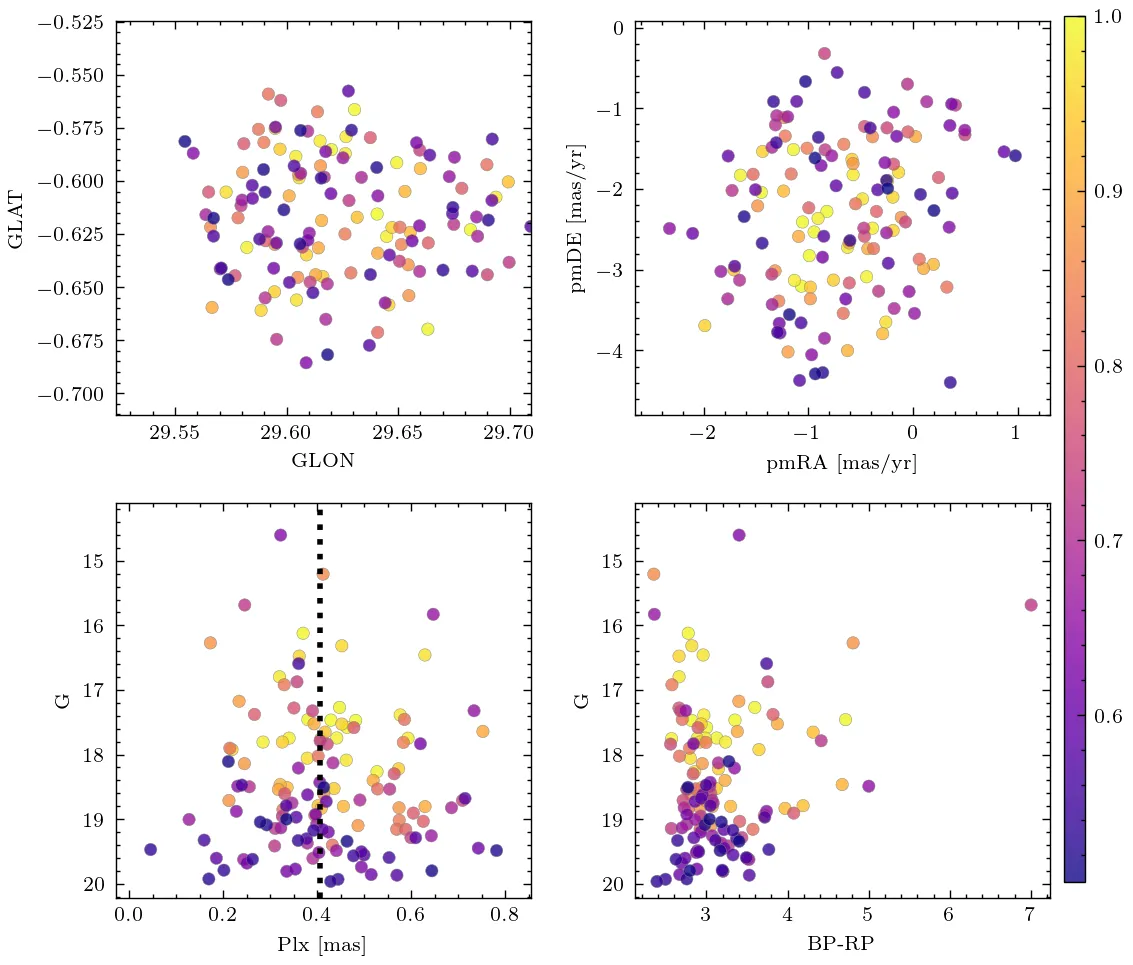 −0.525
−0.550
−0.575
−0.600
−0.625
−0.650
−0.675
−0.700
GLAT
29.55 29.60 29.65 29.70
GLON
0
−1
−2
−3
−4
pmDE [mas/yr]
−2 −1 0 1
pmRA [mas/yr]
1.0
0.9
0.8
0.7
0.6
15
16
17
18
19
20
G
0.0 0.2 0.4 0.6 0.8
Plx [mas]
15
16
17
18
19
20
G
3 4 5 6 7
BP-RP